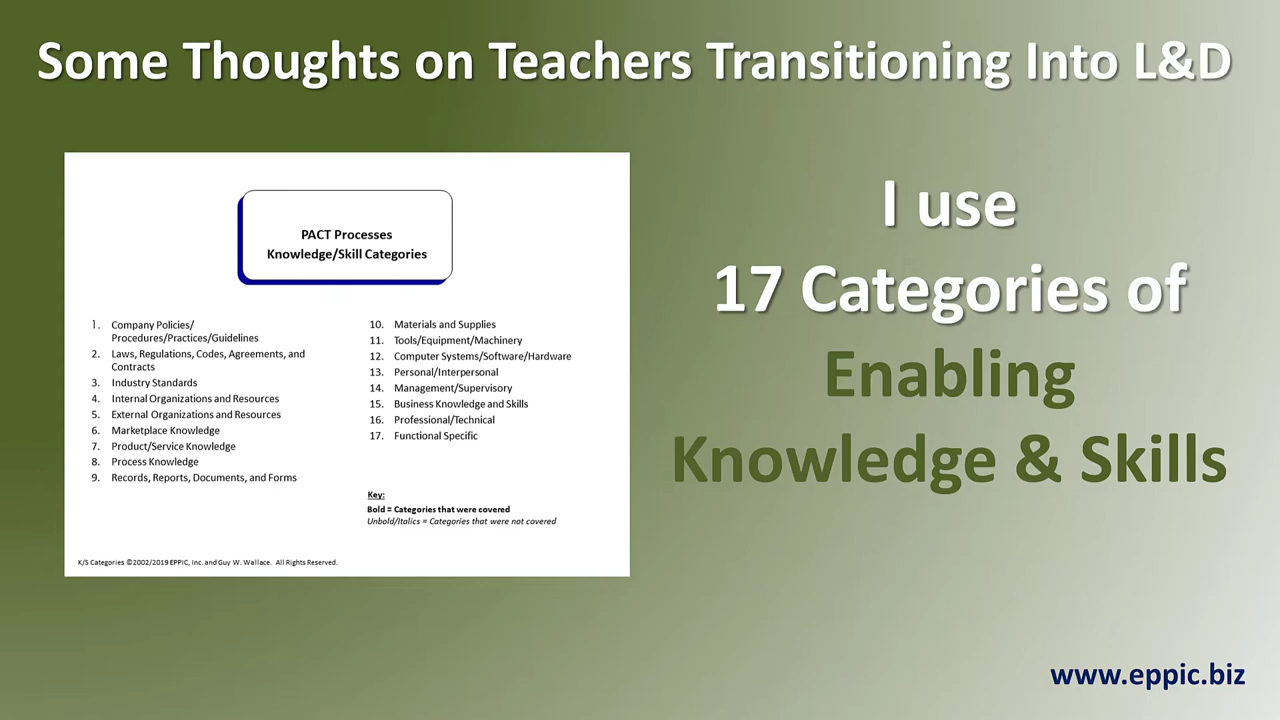 Some Thoughts on Teachers Transitioning Into L&D
PACT Processes
Knowledge/Skill Categories
1. Company Policies/
Procedures/Practices/Guidelines
2. Laws, Regulations, Codes, Agreements, and
Contracts
3. Industry Standards
4. Internal Organizations and Resources
5. External Organizations and Resources
6. Marketplace Knowledge
7. Product/Service Knowledge
8. Process Knowledge
9. Records, Reports, Documents, and Forms
10. Materials and Supplies
11. Tools/Equipment/Machinery
12. Computer Systems/Software/Hardware
13. Personal/Interpersonal
14. Management/Supervisory
15. Business Knowledge and Skills
16. Professional/Technical
17. Functional Specific
Key:
Bold = Categories that were covered
Unbold/Italics = Categories that were not covered
K/S Categories ©2002/2019 EPPIC, Inc. and Guy W. Wallace. All Rights Reserved.
I use
17 Categories of
Enabling
Knowledge & Skills
www.eppic.biz